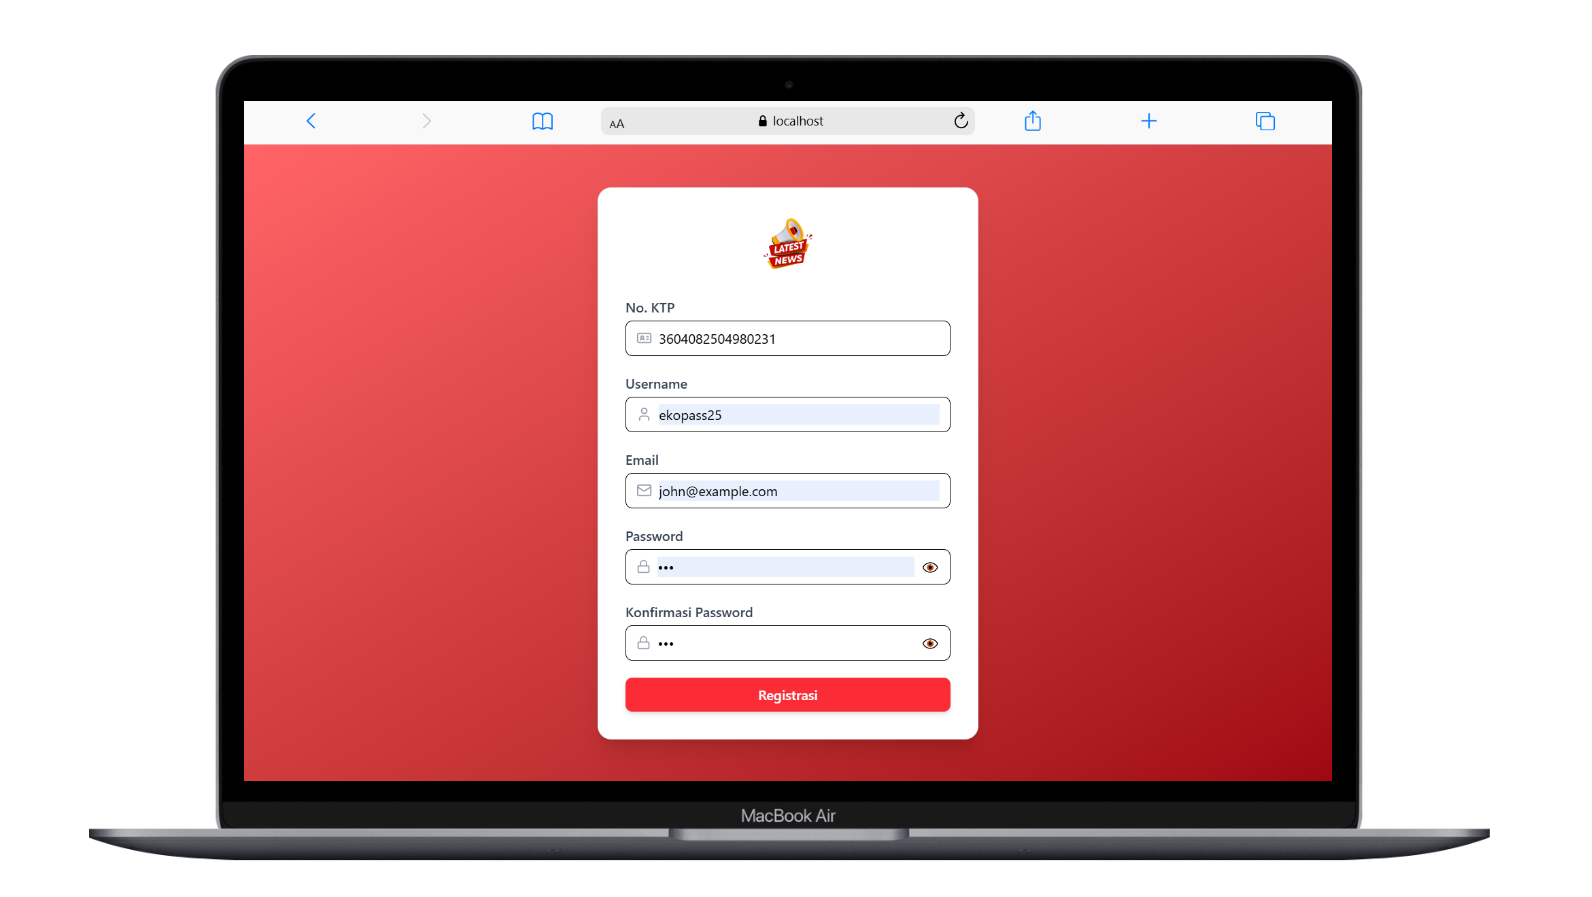 AA
localhost
LATEST
NEWS
No. KTP
3604082504980231
Username
ekopass25
Email
john@example.com
Password
•••
Konfirmasi Password
•••
Registrasi
MacBook Air